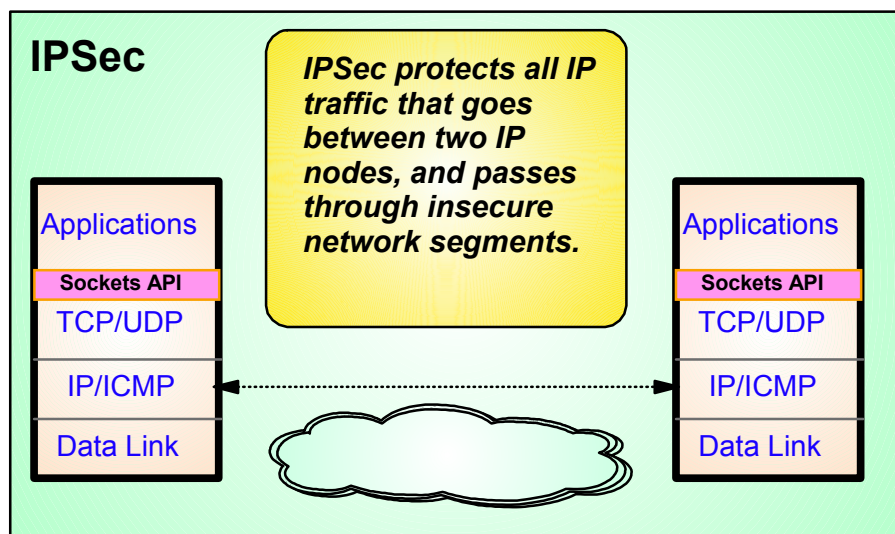 IPSec
IPSec protects all IP
traffic that goes
between two IP
nodes, and passes
through insecure
network segments.
Applications
Sockets API
TCP/UDP
IP/ICMP
Data Link
Applications
Sockets API
TCP/UDP
IP/ICMP
Data Link